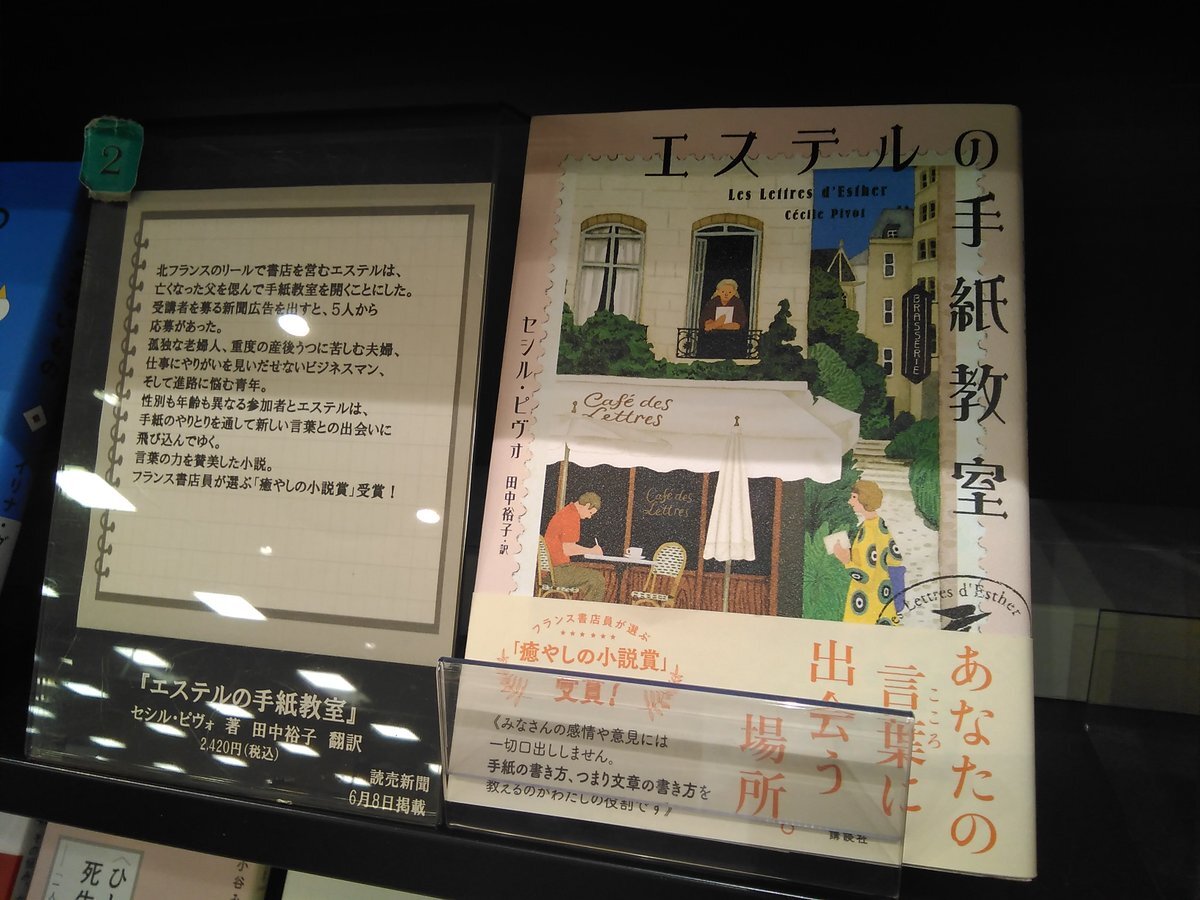 2
北フランスのリールで書店を営むエステルは、
亡くなった父を偲んで手紙教室を開くことにした。
受講者を募る新聞広告を出すと、5人から
応募があった。
孤独な老婦人、重度の産後うつに苦しむ夫婦、
仕事にやりがいを見いだせないビジネスマン、
そして進路に悩む青年。
性別も年齢も異なる参加者とエステルは、
手紙のやりとりを通して新しい言葉との出会いに
飛び込んでゆく。
言葉の力を賛美した小説。
フランス書店員が選ぶ「癒やしの小説賞」受賞!
『エステルの手紙教室』
セシル・ピヴォ 著 田中裕子 翻訳
2,420円(税込)
読売新聞
6月8日掲載
エステルの手紙教室
Les Lettres d'Esther
Cécile Pivot
セシル・ピヴォ
田中裕子・訳
BRASSERIE
Café des
Lettres
Café des
Lettres
Lettres d'Esther
あなたの
言葉に
こころ
出会う
場所。
フランス書店員が選ぶ
「癒やしの小説賞」
受賞!
《みなさんの感情や意見には
一切口出ししません。
手紙の書き方、つまり文章の書き方を
教えるのがわたしの役割です》
講談社
イリナ・
小谷
死